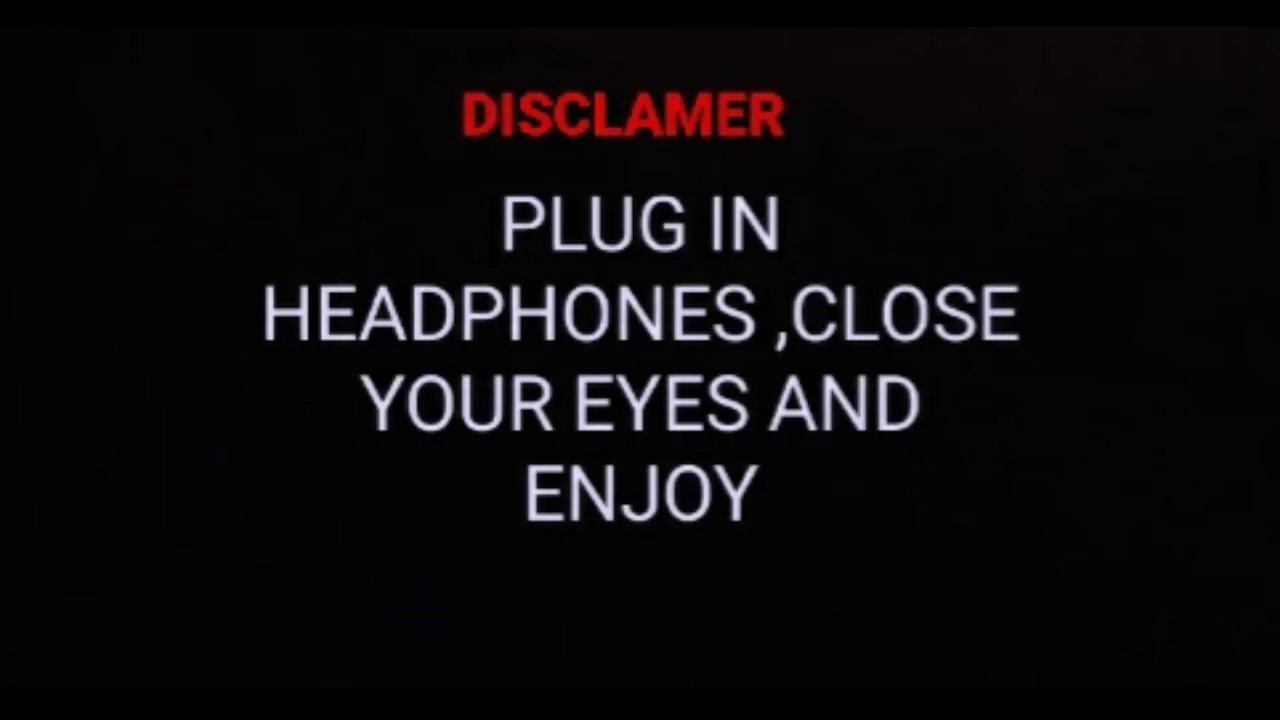 DISCLAMER
PLUG IN
HEADPHONES ,CLOSE
YOUR EYES AND
ENJOY